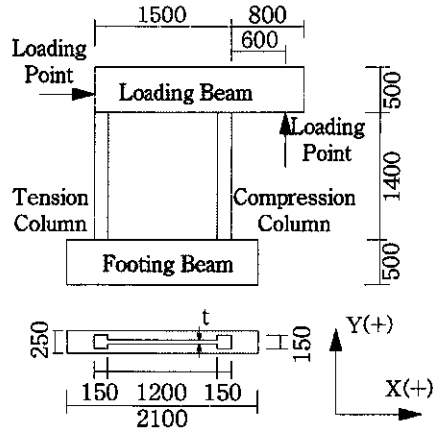 1500
800
600
Loading
Point
Loading Beam
500
Loading
Point
1400
Tension
Column
Compression
Column
Footing Beam
500
t
250
150
Y(+)
150
1200
150
X(+)
2100